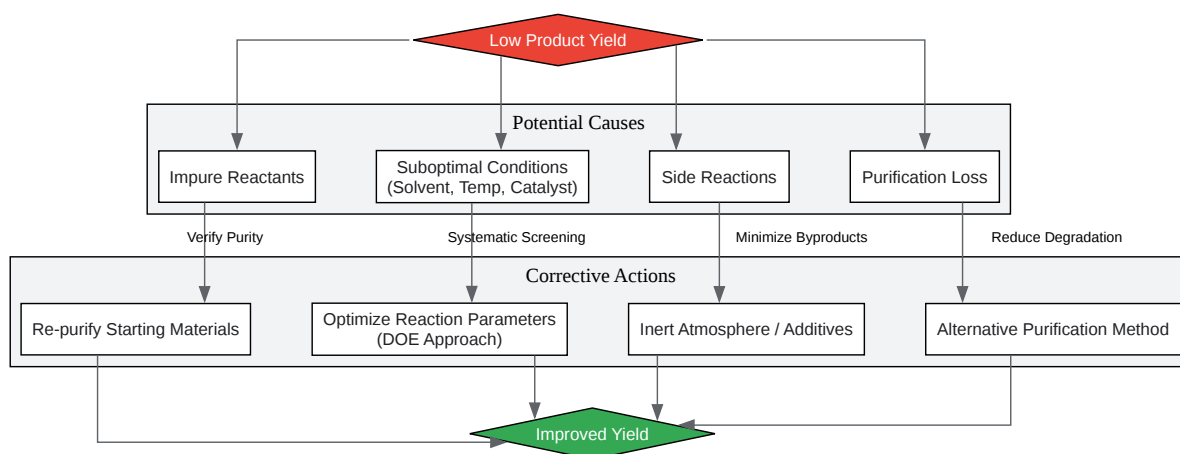 Low Product Yield
Potential Causes
Impure Reactants
Suboptimal Conditions
(Solvent, Temp, Catalyst)
Side Reactions
Purification Loss
Verify Purity
Systematic Screening
Minimize Byproducts
Reduce Degradation
Corrective Actions
Re-purify Starting Materials
Optimize Reaction Parameters
(DOE Approach)
Inert Atmosphere / Additives
Alternative Purification Method
Improved Yield